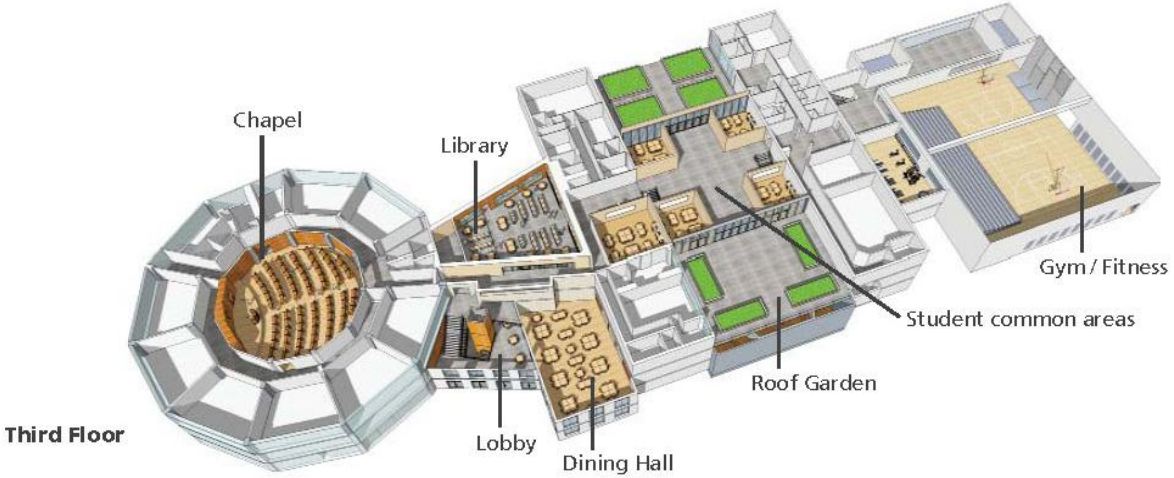 Chapel
Library
Gym / Fitness
Student common areas
Roof Garden
Third Floor
Lobby
Dining Hall